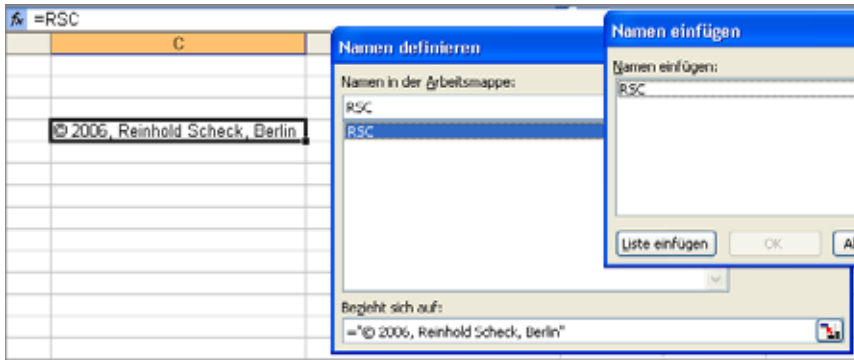 fx =RSC
C
© 2006, Reinhold Scheck, Berlin
Namen definieren
Namen in der Arbeitsmappe:
RSC
RSC
Bezieht sich auf:
="© 2006, Reinhold Scheck, Berlin"
Namen einfügen
Namen einfügen:
RSC
Liste einfügen
OK